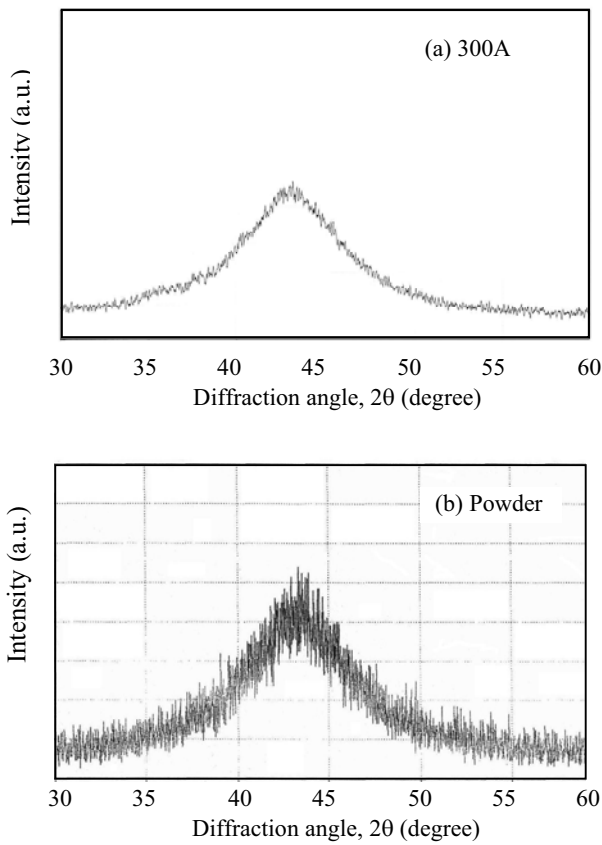 (a) 300A
Intensity (a.u.)
30 35 40 45 50 55 60
Diffraction angle, 2θ (degree)
(b) Powder
Intensity (a.u.)
30 35 40 45 50 55 60
Diffraction angle, 2θ (degree)